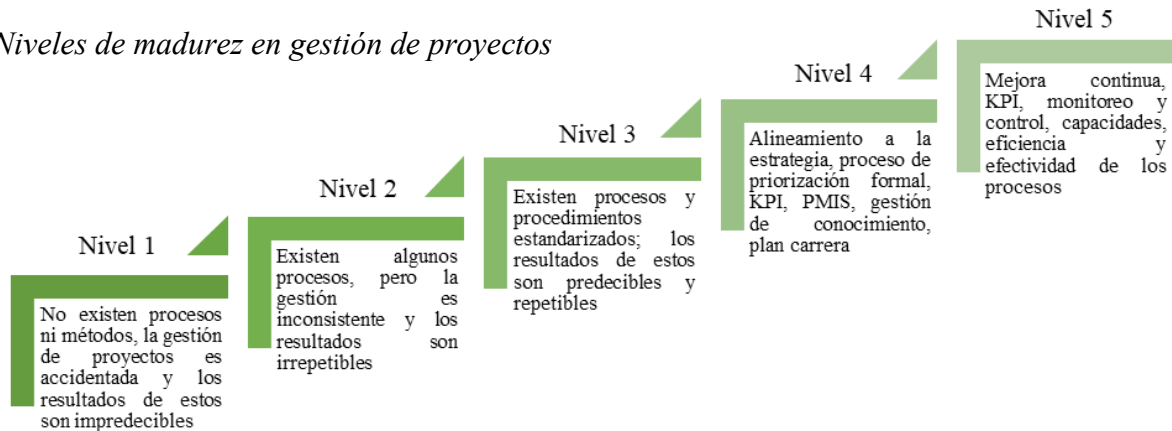 Niveles de madurez en gestión de proyectos
Nivel 1
No existen procesos
ni métodos, la gestión
de proyectos es
accidentada y los
resultados de estos
son impredecibles
Nivel 2
Existen algunos
procesos, pero la
gestión es
inconsistente y los
resultados son
irrepetibles
Nivel 3
Existen procesos y
procedimientos
estandarizados; los
resultados de estos
son predecibles y
repetibles
Nivel 4
Alineamiento a la
estrategia, proceso de
priorización formal,
KPI, PMIS, gestión
de conocimiento,
plan carrera
Nivel 5
Mejora continua,
KPI, monitoreo y
control, capacidades,
eficiencia y
efectividad de los
procesos